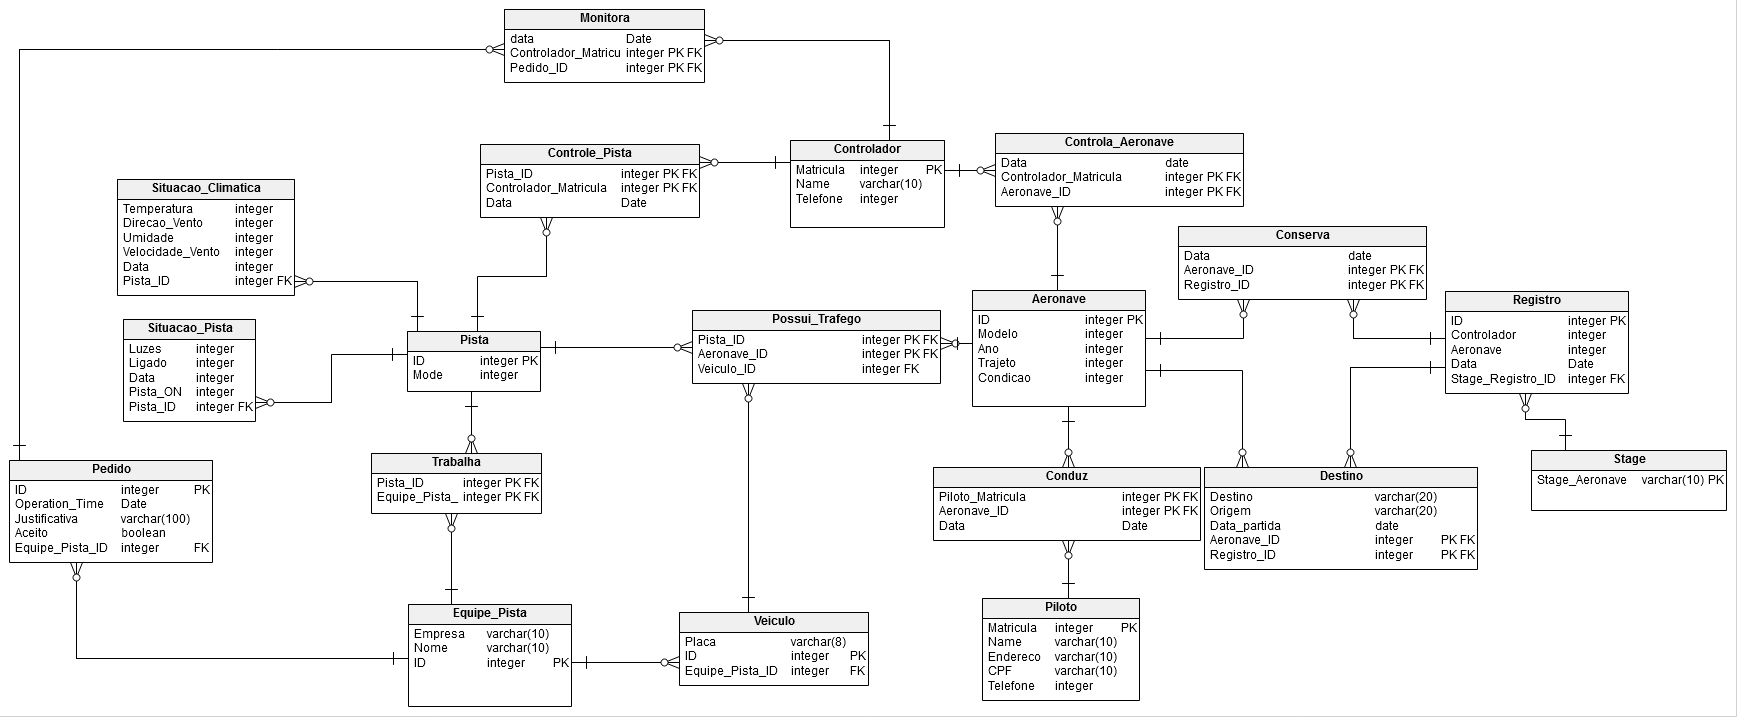 Monitora
data Date
Controlador_Matricu integer PK FK
Pedido_ID integer PK FK
Controle_Pista
Pista_ID integer PK FK
Controlador_Matricula integer PK FK
Data Date
Controlador
Matricula integer PK
Name varchar(10)
Telefone integer
Controla_Aeronave
Data date
Controlador_Matricula integer PK FK
Aeronave_ID integer PK FK
Situacao_Climatica
Temperatura integer
Direcao_Vento integer
Umidade integer
Velocidade_Vento integer
Data integer
Pista_ID integer FK
Conserva
Data date
Aeronave_ID integer PK FK
Registro_ID integer PK FK
Situacao_Pista
Luzes integer
Ligado integer
Data integer
Pista_ON integer
Pista_ID integer FK
Pista
ID integer PK
Mode integer
Possui_Trafego
Pista_ID integer PK FK
Aeronave_ID integer PK FK
Veiculo_ID integer FK
Aeronave
ID integer PK
Modelo integer
Ano integer
Trajeto integer
Condicao integer
Registro
ID integer PK
Controlador integer
Aeronave integer
Data Date
Stage_Registro_ID integer FK
Pedido
ID integer PK
Operation_Time Date
Justificativa varchar(100)
Aceito boolean
Equipe_Pista_ID integer FK
Trabalha
Pista_ID integer PK FK
Equipe_Pista_ integer PK FK
Conduz
Piloto_Matricula integer PK FK
Aeronave_ID integer PK FK
Data Date
Destino
Destino varchar(20)
Origem varchar(20)
Data_partida date
Aeronave_ID integer PK FK
Registro_ID integer PK FK
Stage
Stage_Aeronave varchar(10) PK
Equipe_Pista
Empresa varchar(10)
Nome varchar(10)
ID integer PK
Veiculo
Placa varchar(8)
ID integer PK
Equipe_Pista_ID integer FK
Piloto
Matricula integer PK
Name varchar(10)
Endereco varchar(10)
CPF varchar(10)
Telefone integer